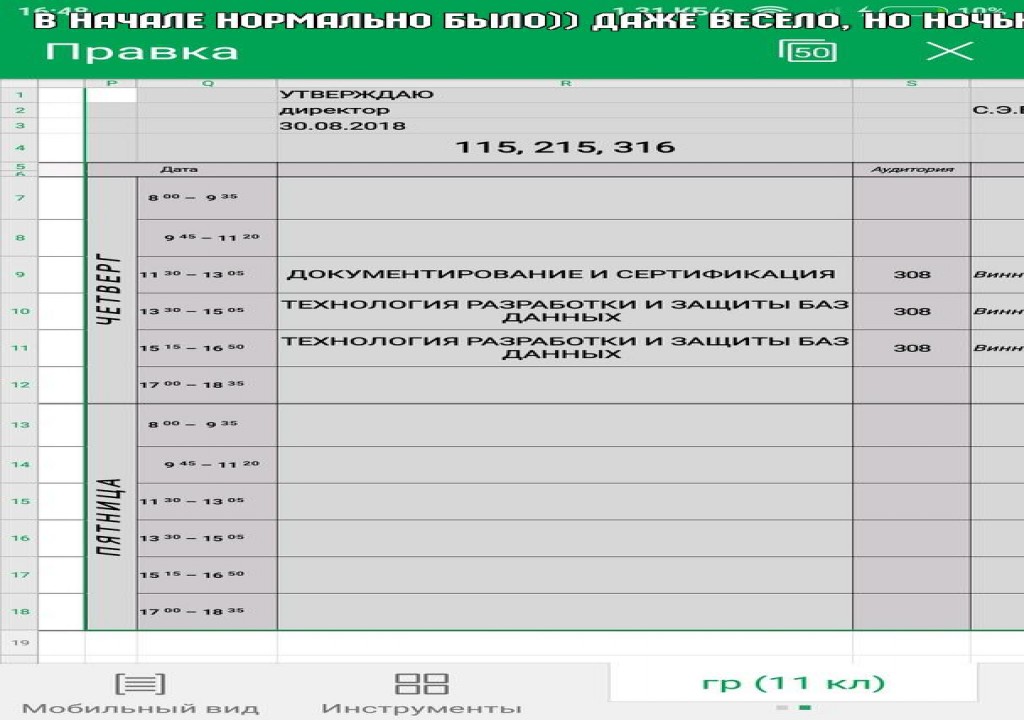 16:48
В НАЧАЛЕ НОРМАЛЬНО БЫЛО)) ДАЖЕ ВЕСЕЛО, НО НОЧЬ
Правка 50
P Q R S
1 УТВЕРЖДАЮ
2 директор
3 30.08.2018
4 115, 215, 316
5 Дата Аудитория
6
ЧЕТВЕРГ
7 8 00 – 9 35
8 9 45 – 11 20
9 11 30 – 13 05 ДОКУМЕНТИРОВАНИЕ И СЕРТИФИКАЦИЯ 308 Винн
10 13 30 – 15 05 ТЕХНОЛОГИЯ РАЗРАБОТКИ И ЗАЩИТЫ БАЗ
ДАННЫХ 308 Винн
11 15 15 – 16 50 ТЕХНОЛОГИЯ РАЗРАБОТКИ И ЗАЩИТЫ БАЗ
ДАННЫХ 308 Винн
12 17 00 – 18 35
ПЯТНИЦА
13 8 00 – 9 35
14 9 45 – 11 20
15 11 30 – 13 05
16 13 30 – 15 05
17 15 15 – 16 50
18 17 00 – 18 35
19
гр (11 кл)
Мобильный вид Инструменты